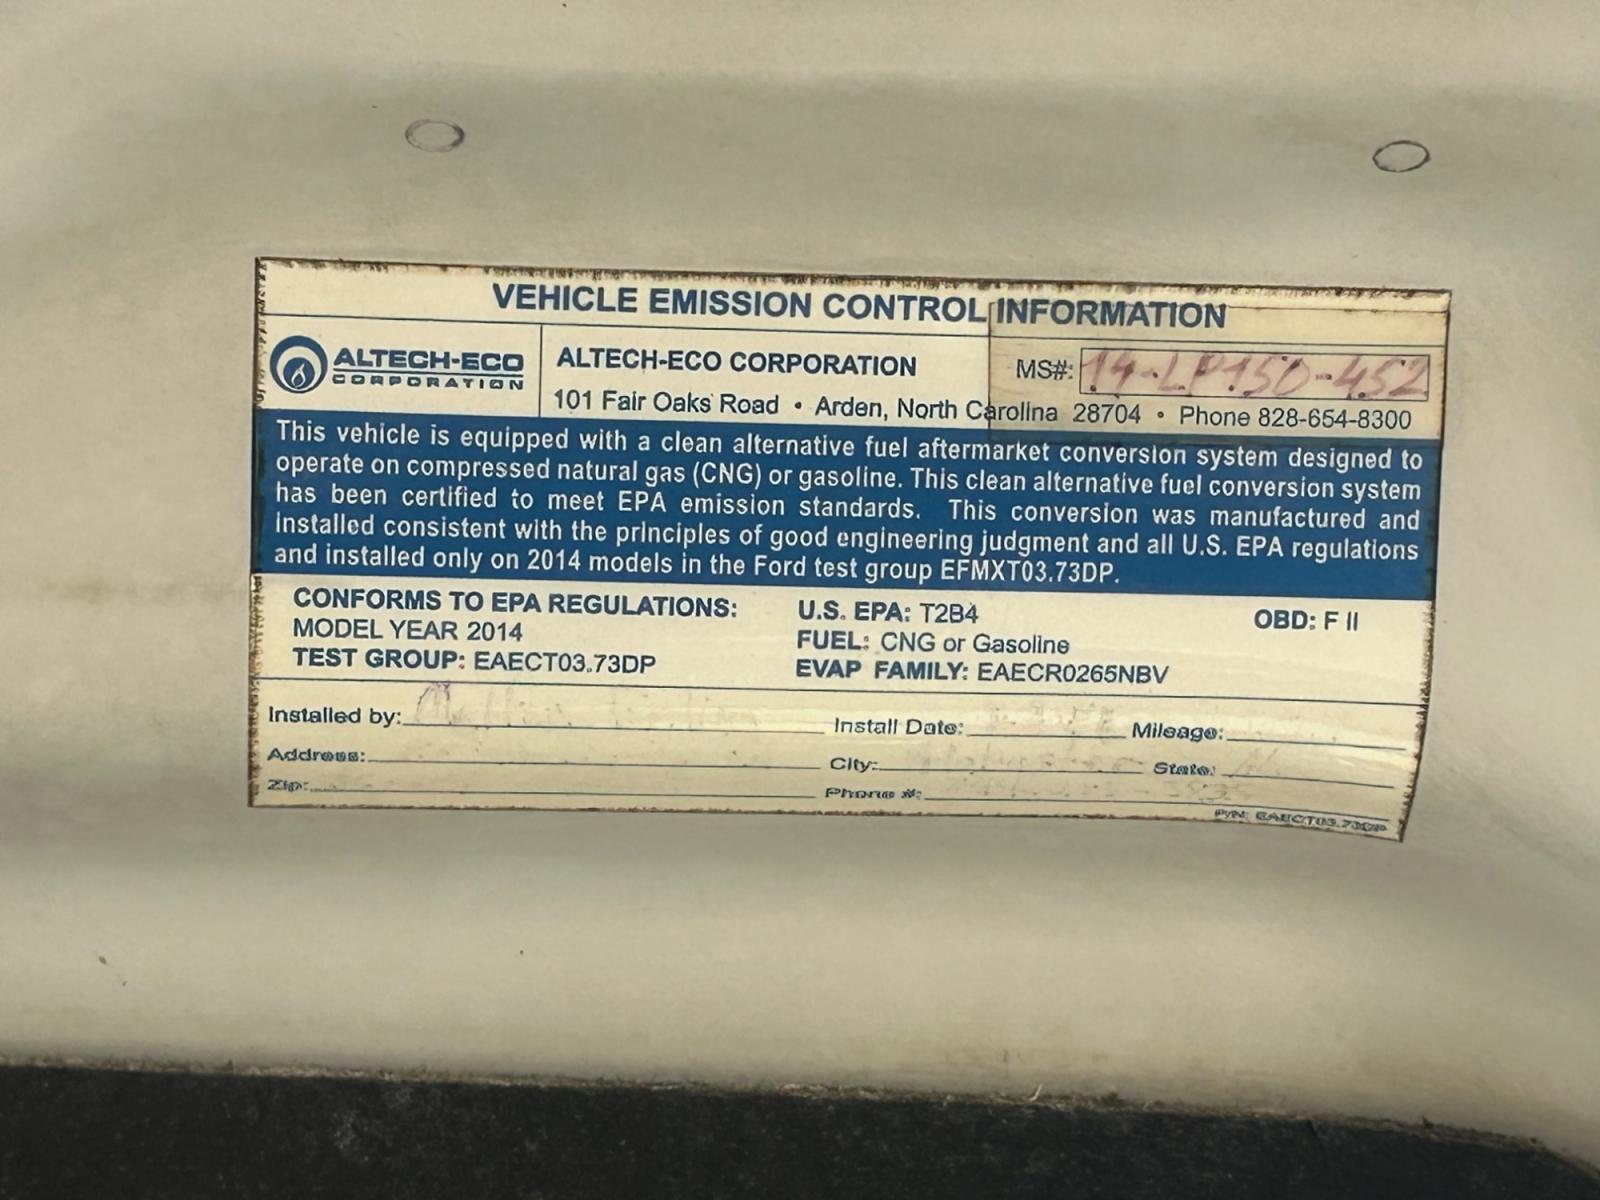 VEHICLE EMISSION CONTROL INFORMATION
ALTECH-ECO
CORPORATION
ALTECH-ECO CORPORATION
MS#: 14-LP150-452
101 Fair Oaks Road • Arden, North Carolina 28704 • Phone 828-654-8300
This vehicle is equipped with a clean alternative fuel aftermarket conversion system designed to
operate on compressed natural gas (CNG) or gasoline. This clean alternative fuel conversion system
has been certified to meet EPA emission standards. This conversion was manufactured and
installed consistent with the principles of good engineering judgment and all U.S. EPA regulations
and installed only on 2014 models in the Ford test group EFMXT03.73DP.
CONFORMS TO EPA REGULATIONS:
MODEL YEAR 2014
TEST GROUP: EAECT03.73DP
U.S. EPA: T2B4
FUEL: CNG or Gasoline
EVAP FAMILY: EAECR0265NBV
OBD: F II
Installed by: Install Date: Mileage:
Address: City: State:
Zip: Phone #:
P/N: EAECT03.73DP